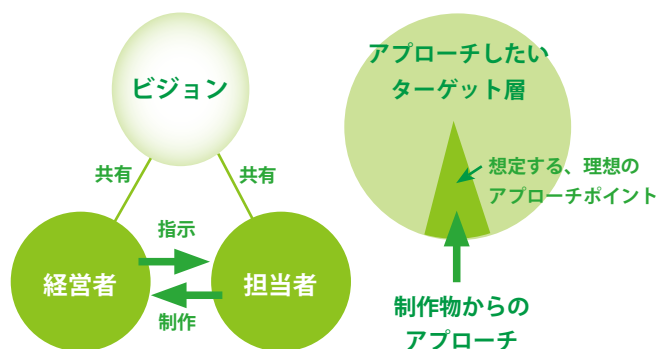 ビジョン
共有
共有
指示
経営者
担当者
制作
アプローチしたい
ターゲット層
想定する、理想の
アプローチポイント
制作物からの
アプローチ